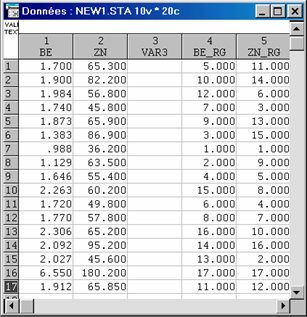 Données : NEW1.STA 10v * 20c
VALU
TEXT
1 2 3 4 5
BE ZN VAR3 BE_RG ZN_RG
1 1.700 65.300 5.000 11.000
2 1.900 82.200 10.000 14.000
3 1.984 56.800 12.000 6.000
4 1.740 45.800 7.000 3.000
5 1.873 65.900 9.000 13.000
6 1.383 86.900 3.000 15.000
7 .988 36.200 1.000 1.000
8 1.129 63.500 2.000 9.000
9 1.646 55.400 4.000 5.000
10 2.263 60.200 15.000 8.000
11 1.720 49.800 6.000 4.000
12 1.770 57.800 8.000 7.000
13 2.306 65.200 16.000 10.000
14 2.092 95.200 14.000 16.000
15 2.027 45.600 13.000 2.000
16 6.550 180.200 17.000 17.000
17 1.912 65.850 11.000 12.000